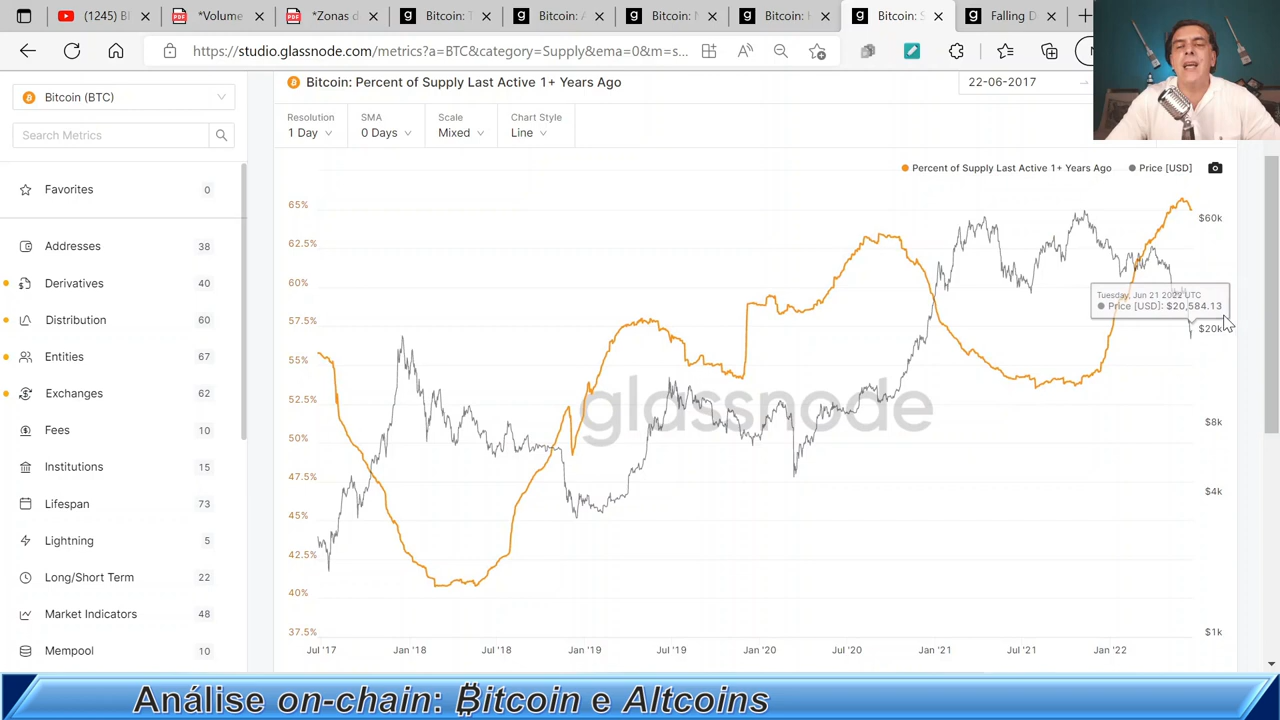 (1245) B
*Volume
*Zonas d
Bitcoin: T
Bitcoin: A
Bitcoin: N
Bitcoin: H
Bitcoin: S
Falling D
https://studio.glassnode.com/metrics?a=BTC&category=Supply&ema=0&m=s...
Bitcoin (BTC)
Search Metrics
Favorites 0
Addresses 38
Derivatives 40
Distribution 60
Entities 67
Exchanges 62
Fees 10
Institutions 15
Lifespan 73
Lightning 5
Long/Short Term 22
Market Indicators 48
Mempool 10
Bitcoin: Percent of Supply Last Active 1+ Years Ago
22-06-2017
Resolution
1 Day
SMA
0 Days
Scale
Mixed
Chart Style
Line
Percent of Supply Last Active 1+ Years Ago
Price [USD]
65%
62.5%
60%
57.5%
55%
52.5%
50%
47.5%
45%
42.5%
40%
37.5%
$60k
$20k
$8k
$4k
$1k
Tuesday, Jun 21 2022 UTC
Price [USD]: $20,584.13
glassnode
Jul '17
Jan '18
Jul '18
Jan '19
Jul '19
Jan '20
Jul '20
Jan '21
Jul '21
Jan '22
Análise on-chain: ₿itcoin e Altcoins